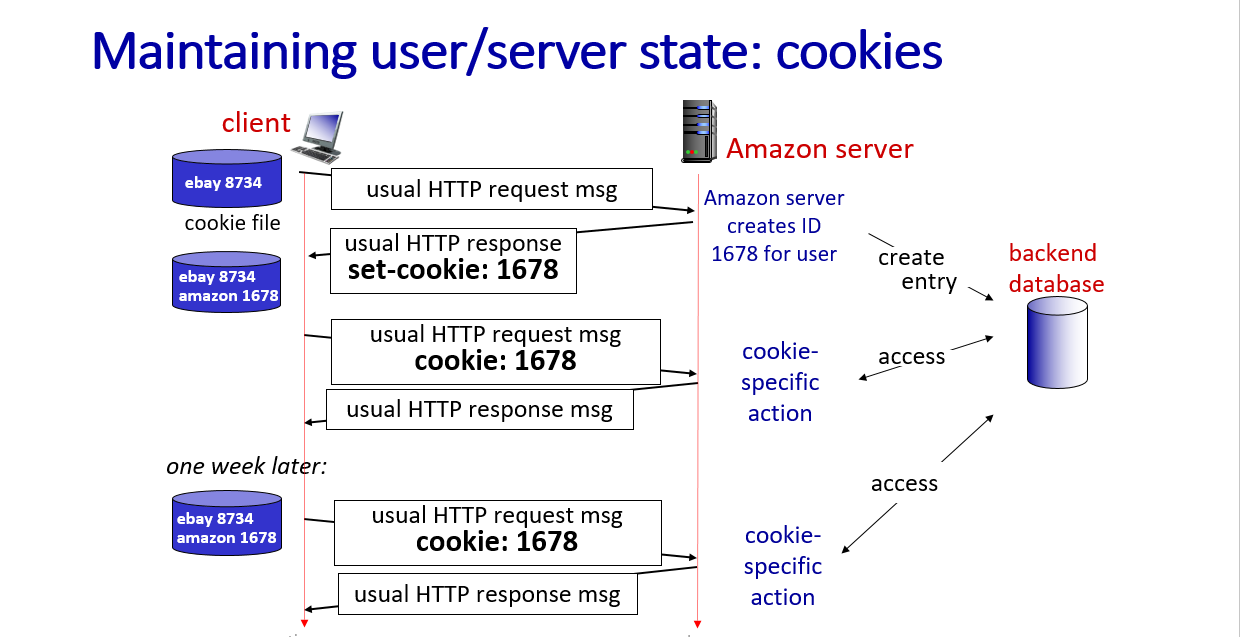 Maintaining user/server state: cookies
client
Amazon server
ebay 8734
cookie file
usual HTTP request msg
Amazon server
creates ID
1678 for user
create
entry
backend
database
usual HTTP response
set-cookie: 1678
ebay 8734
amazon 1678
usual HTTP request msg
cookie: 1678
cookie-
specific
action
access
usual HTTP response msg
one week later:
ebay 8734
amazon 1678
usual HTTP request msg
cookie: 1678
cookie-
specific
action
access
usual HTTP response msg